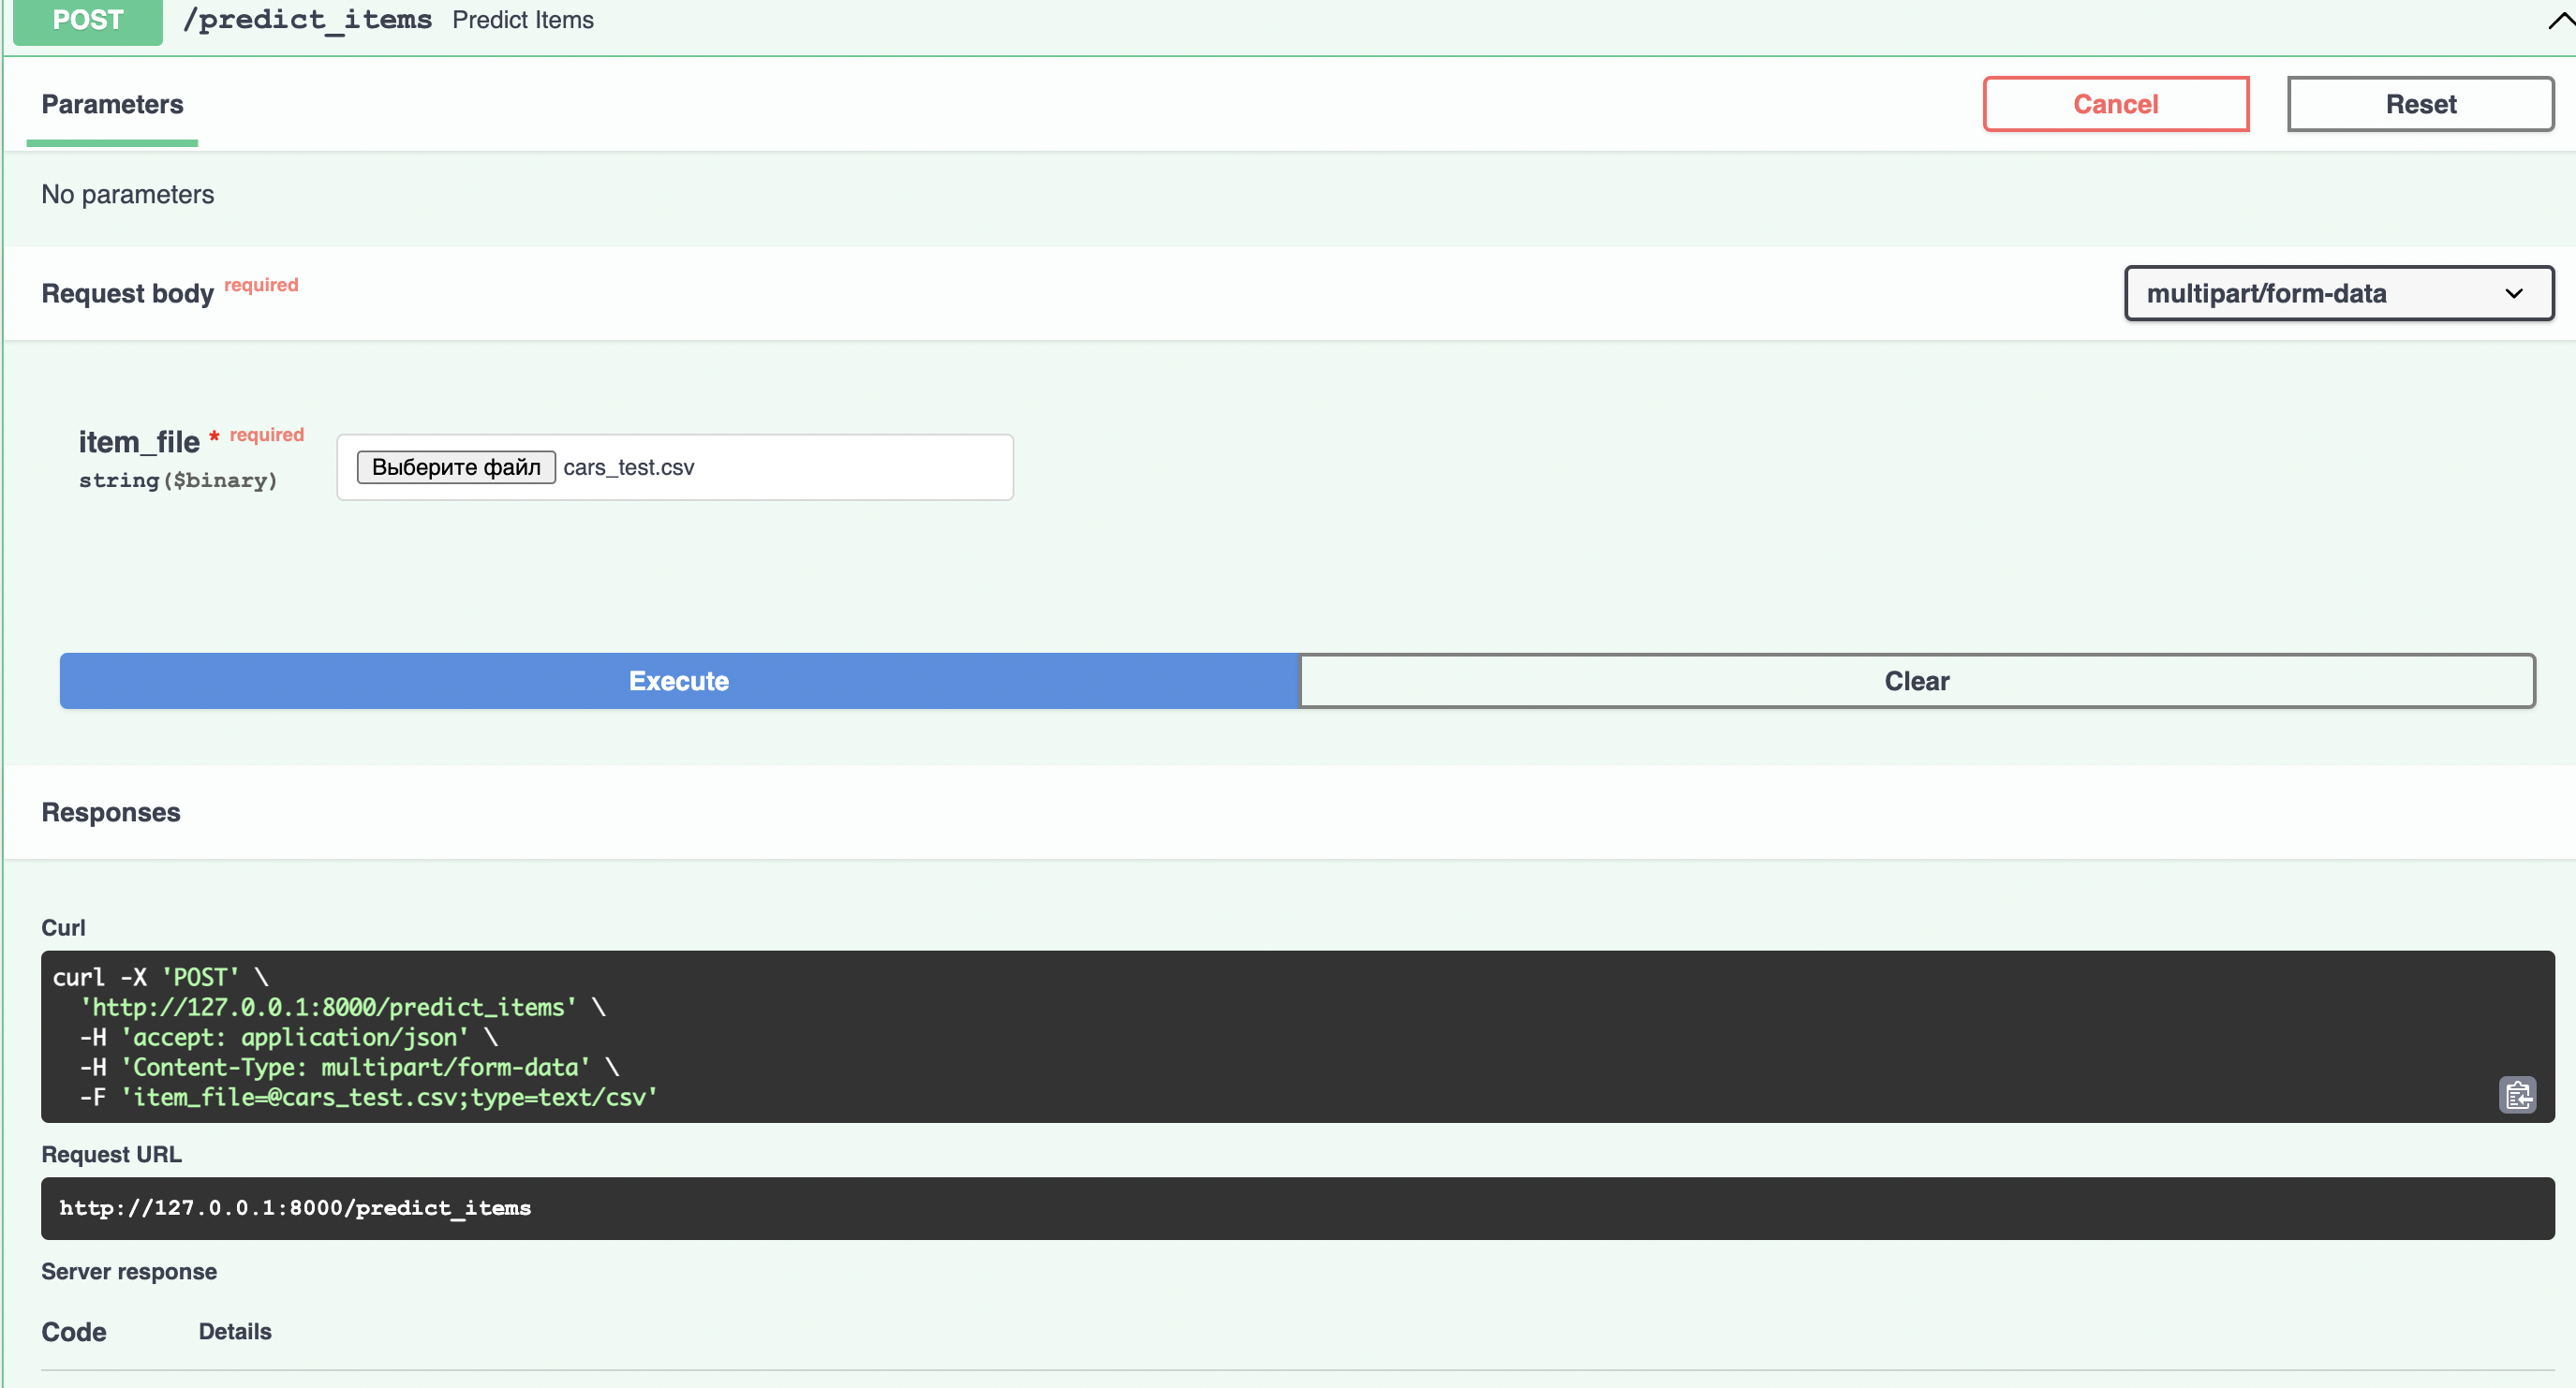 POST /predict_items Predict Items
Parameters
Cancel
Reset
No parameters
Request body required
multipart/form-data
item_file * required
string($binary)
Выберите файл cars_test.csv
Execute
Clear
Responses
Curl
curl -X 'POST' \
'http://127.0.0.1:8000/predict_items' \
-H 'accept: application/json' \
-H 'Content-Type: multipart/form-data' \
-F 'item_file=@cars_test.csv;type=text/csv'
Request URL
http://127.0.0.1:8000/predict_items
Server response
Code Details